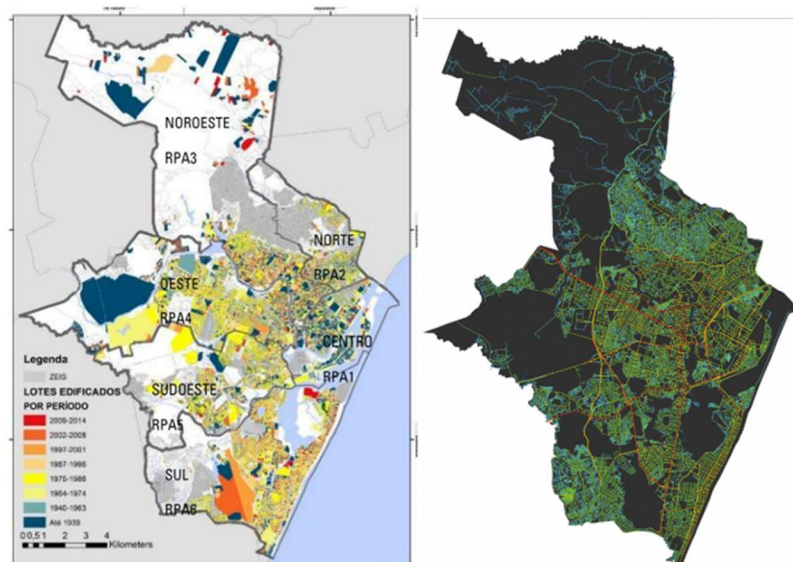 NOROESTE
RPA3
NORTE
RPA2
OESTE
RPA4
CENTRO
RPA1
SUDOESTE
RPA5
SUL
RPA6
Legenda
ZEIS
LOTES EDIFICADOS
POR PERÍODO
2009-2014
2002-2008
1997-2001
1987-1996
1975-1986
1964-1974
1940-1963
Até 1939
0 0,5 1 2 3 4
Kilometers